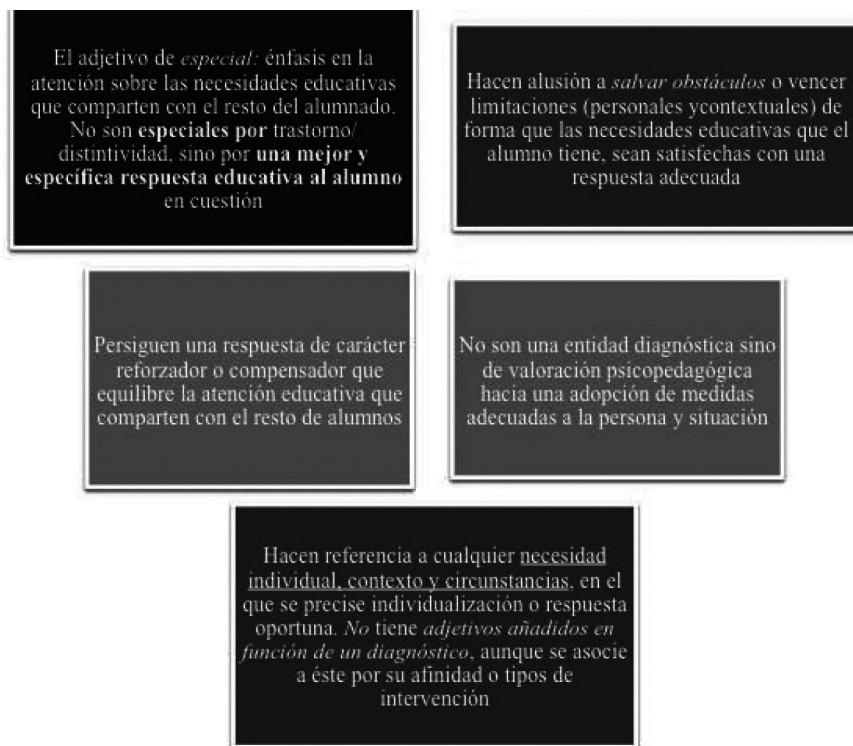 El adjetivo de especial: énfasis en la
atención sobre las necesidades educativas
que comparten con el resto del alumnado.
No son especiales por trastorno/
distintividad, sino por una mejor y
específica respuesta educativa al alumno
en cuestión
Hacen alusión a salvar obstáculos o vencer
limitaciones (personales ycontextuales) de
forma que las necesidades educativas que el
alumno tiene, sean satisfechas con una
respuesta adecuada
Persiguen una respuesta de carácter
reforzador o compensador que
equilibre la atención educativa que
comparten con el resto de alumnos
No son una entidad diagnóstica sino
de valoración psicopedagógica
hacia una adopción de medidas
adecuadas a la persona y situación
Hacen referencia a cualquier necesidad
individual, contexto y circunstancias, en el
que se precise individualización o respuesta
oportuna. No tiene adjetivos añadidos en
función de un diagnóstico, aunque se asocie
a éste por su afinidad o tipos de
intervención